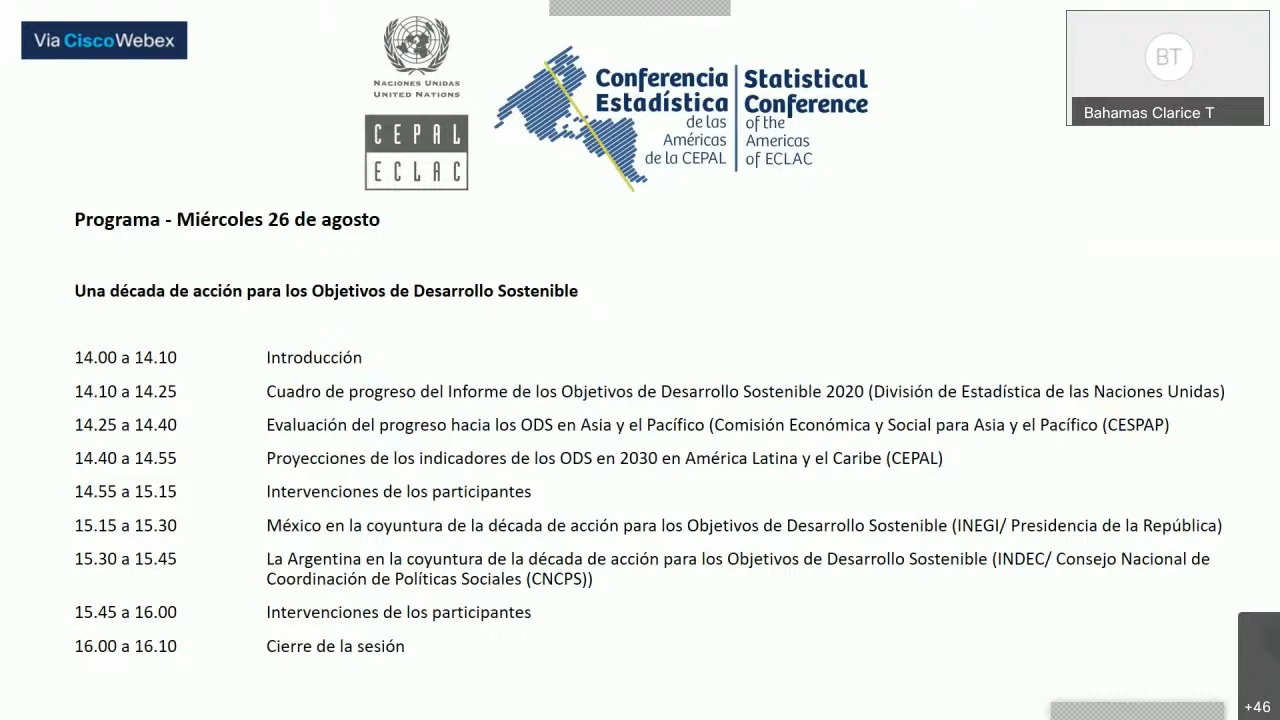 Via CiscoWebex
NACIONES UNIDAS
UNITED NATIONS
CEPAL
ECLAC
Conferencia
Estadística
de las
Américas
de la CEPAL
Statistical
Conference
of the
Americas
of ECLAC
BT
Bahamas Clarice T
Programa - Miércoles 26 de agosto
Una década de acción para los Objetivos de Desarrollo Sostenible
14.00 a 14.10 Introducción
14.10 a 14.25 Cuadro de progreso del Informe de los Objetivos de Desarrollo Sostenible 2020 (División de Estadística de las Naciones Unidas)
14.25 a 14.40 Evaluación del progreso hacia los ODS en Asia y el Pacífico (Comisión Económica y Social para Asia y el Pacífico (CESPAP)
14.40 a 14.55 Proyecciones de los indicadores de los ODS en 2030 en América Latina y el Caribe (CEPAL)
14.55 a 15.15 Intervenciones de los participantes
15.15 a 15.30 México en la coyuntura de la década de acción para los Objetivos de Desarrollo Sostenible (INEGI/ Presidencia de la República)
15.30 a 15.45 La Argentina en la coyuntura de la década de acción para los Objetivos de Desarrollo Sostenible (INDEC/ Consejo Nacional de
Coordinación de Políticas Sociales (CNCPS))
15.45 a 16.00 Intervenciones de los participantes
16.00 a 16.10 Cierre de la sesión
+46